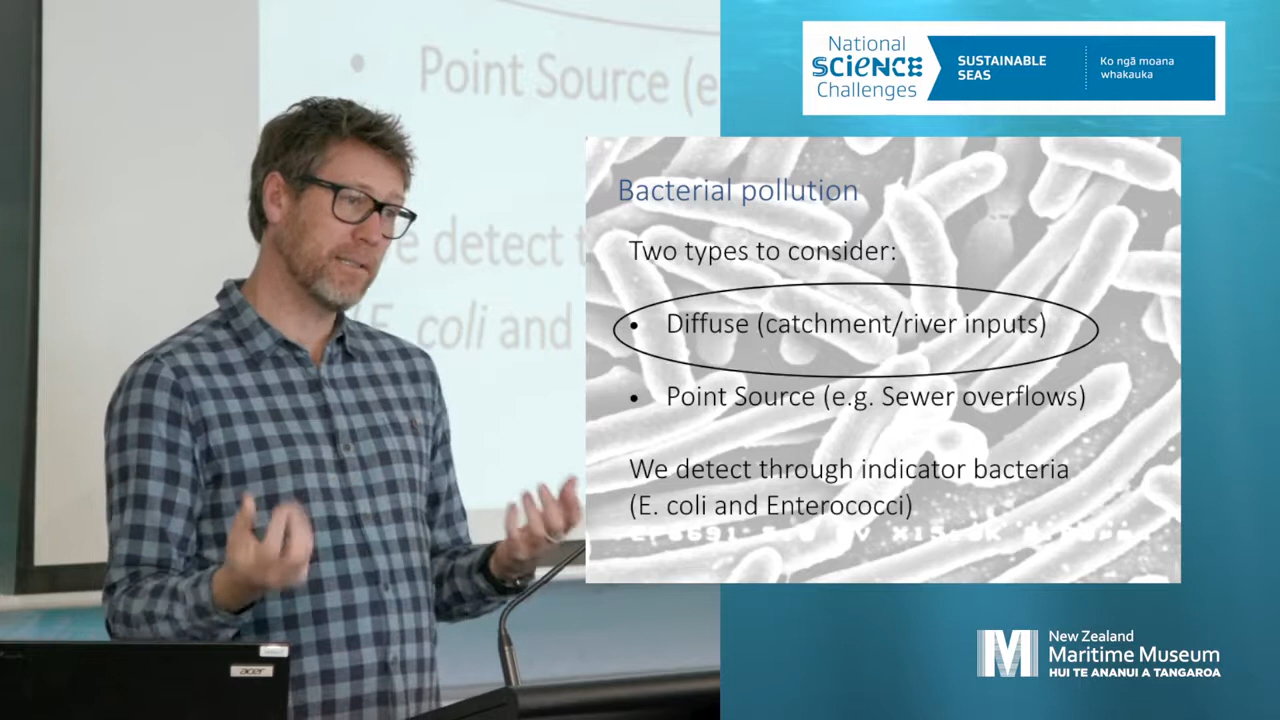 National
SCIENCE
Challenges
SUSTAINABLE
SEAS
Ko ngā moana
whakauka
• Point Source (e
e detect t
E. coli and
Bacterial pollution
Two types to consider:
• Diffuse (catchment/river inputs)
• Point Source (e.g. Sewer overflows)
We detect through indicator bacteria
(E. coli and Enterococci)
acer
M
New Zealand
Maritime Museum
HUI TE ANANUI A TANGAROA